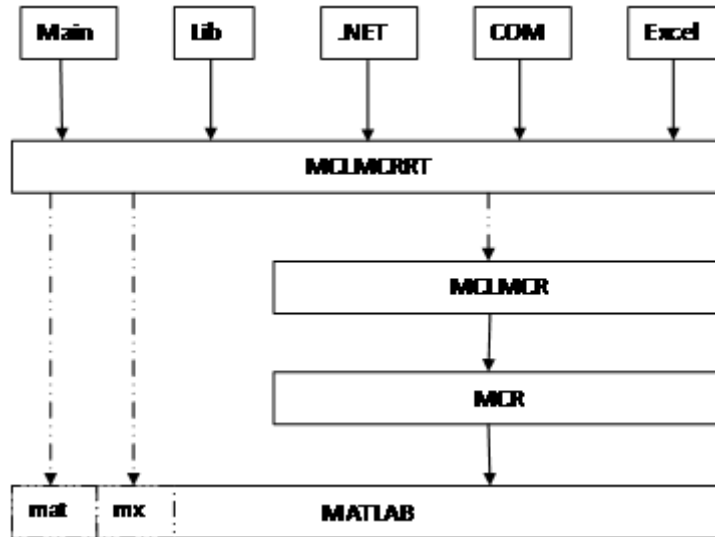 Main Lib .NET COM Excel
MCLMCRRT
MCLMCR
MCR
mat mx MATLAB